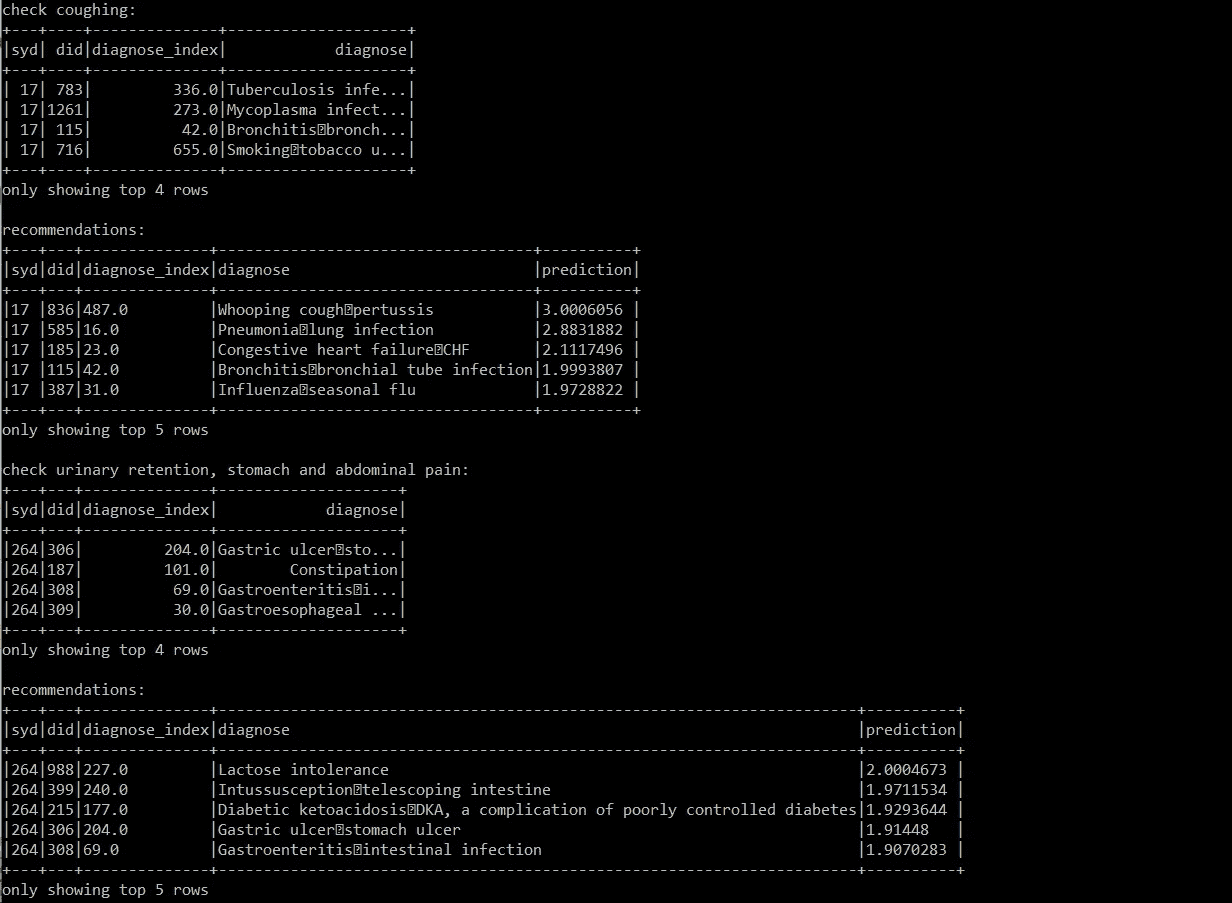 check coughing:
+---+----+--------------+--------------------+
|syd| did|diagnose_index|            diagnose|
+---+----+--------------+--------------------+
| 17| 783|         336.0|Tuberculosis infe...|
| 17|1261|         273.0|Mycoplasma infect...|
| 17| 115|          42.0|Bronchitis�bronch...|
| 17| 716|         655.0|Smoking�tobacco u...|
+---+----+--------------+--------------------+
only showing top 4 rows
recommendations:
+---+---+--------------+-----------------------------------+----------+
|syd|did|diagnose_index|diagnose                           |prediction|
+---+---+--------------+-----------------------------------+----------+
|17 |836|487.0         |Whooping cough�pertussis           |3.0006056 |
|17 |585|16.0          |Pneumonia�lung infection           |2.8831882 |
|17 |185|23.0          |Congestive heart failure�CHF       |2.1117496 |
|17 |115|42.0          |Bronchitis�bronchial tube infection|1.9993807 |
|17 |387|31.0          |Influenza�seasonal flu             |1.9728822 |
+---+---+--------------+-----------------------------------+----------+
only showing top 5 rows
check urinary retention, stomach and abdominal pain:
+---+---+--------------+--------------------+
|syd|did|diagnose_index|            diagnose|
+---+---+--------------+--------------------+
|264|306|         204.0|Gastric ulcer�sto...|
|264|187|         101.0|        Constipation|
|264|308|          69.0|Gastroenteritis�i...|
|264|309|          30.0|Gastroesophageal ...|
+---+---+--------------+--------------------+
only showing top 4 rows
recommendations:
+---+---+--------------+-----------------------------------------------------------------------+----------+
|syd|did|diagnose_index|diagnose                                                               |prediction|
+---+---+--------------+-----------------------------------------------------------------------+----------+
|264|988|227.0         |Lactose intolerance                                                    |2.0004673 |
|264|399|240.0         |Intussusception�telescoping intestine                                  |1.9711534 |
|264|215|177.0         |Diabetic ketoacidosis�DKA, a complication of poorly controlled diabetes|1.9293644 |
|264|306|204.0         |Gastric ulcer�stomach ulcer                                            |1.91448   |
|264|308|69.0          |Gastroenteritis�intestinal infection                                   |1.9070283 |
+---+---+--------------+-----------------------------------------------------------------------+----------+
only showing top 5 rows